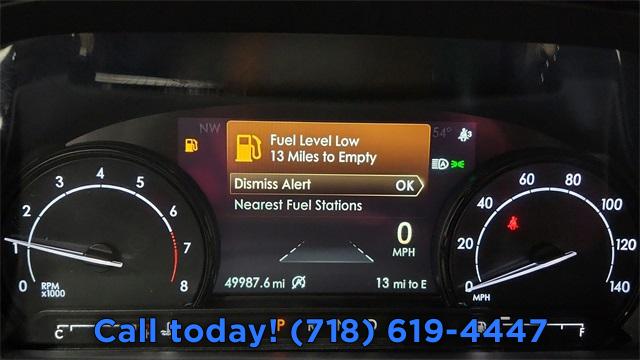 NW
54°
Fuel Level Low
13 Miles to Empty
Dismiss Alert OK
Nearest Fuel Stations
0
MPH
49987.6 mi
13 mi to E
0 1 2 3 4 5 6 7 8
RPM
x1000
0 20 40 60 80 100 120 140
MPH
C
P
F
Call today! (718) 619-4447